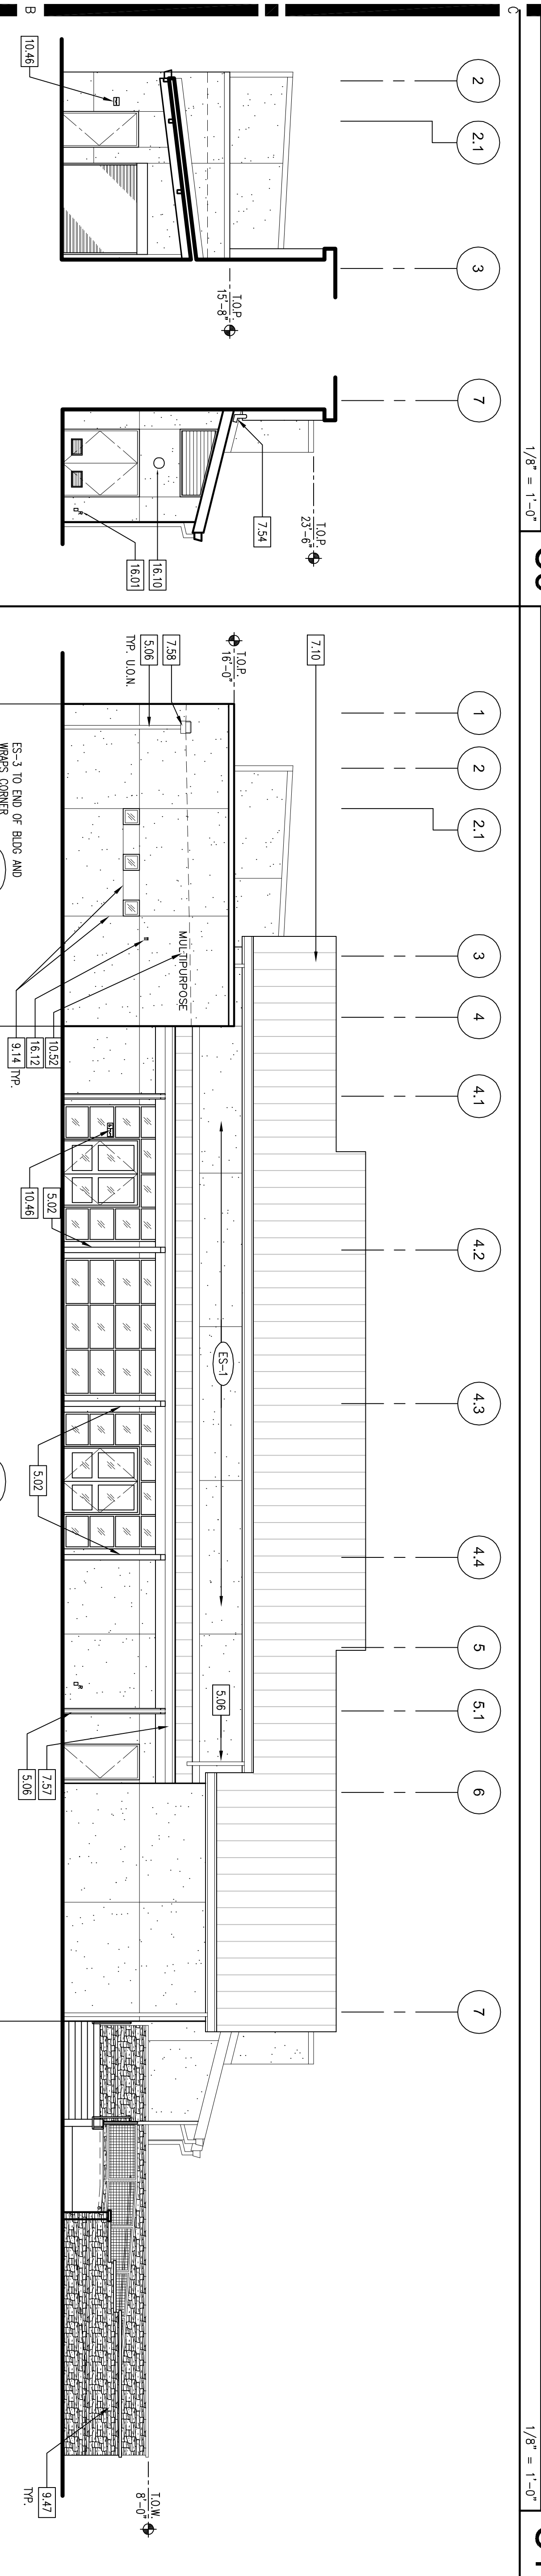 B
C
1/8" = 1'-0"
1/8" = 1'-0"
2
2.1
3
7
10.46
T.O.P.
15'-8"
T.O.P.
23'-6"
7.54
16.10
16.01
1
2
2.1
3
4
4.1
4.2
4.3
4.4
5
5.1
6
7
7.10
T.O.P.
16'-0"
7.58
5.06
TYP. U.O.N.
MULTIPURPOSE
ES-1
5.06
10.52
16.12
9.14 TYP.
5.02
10.46
5.02
7.57
5.06
T.O.W.
8'-0"
9.47
TYP.
ES-3 TO END OF BLDG AND
WRAPS CORNER